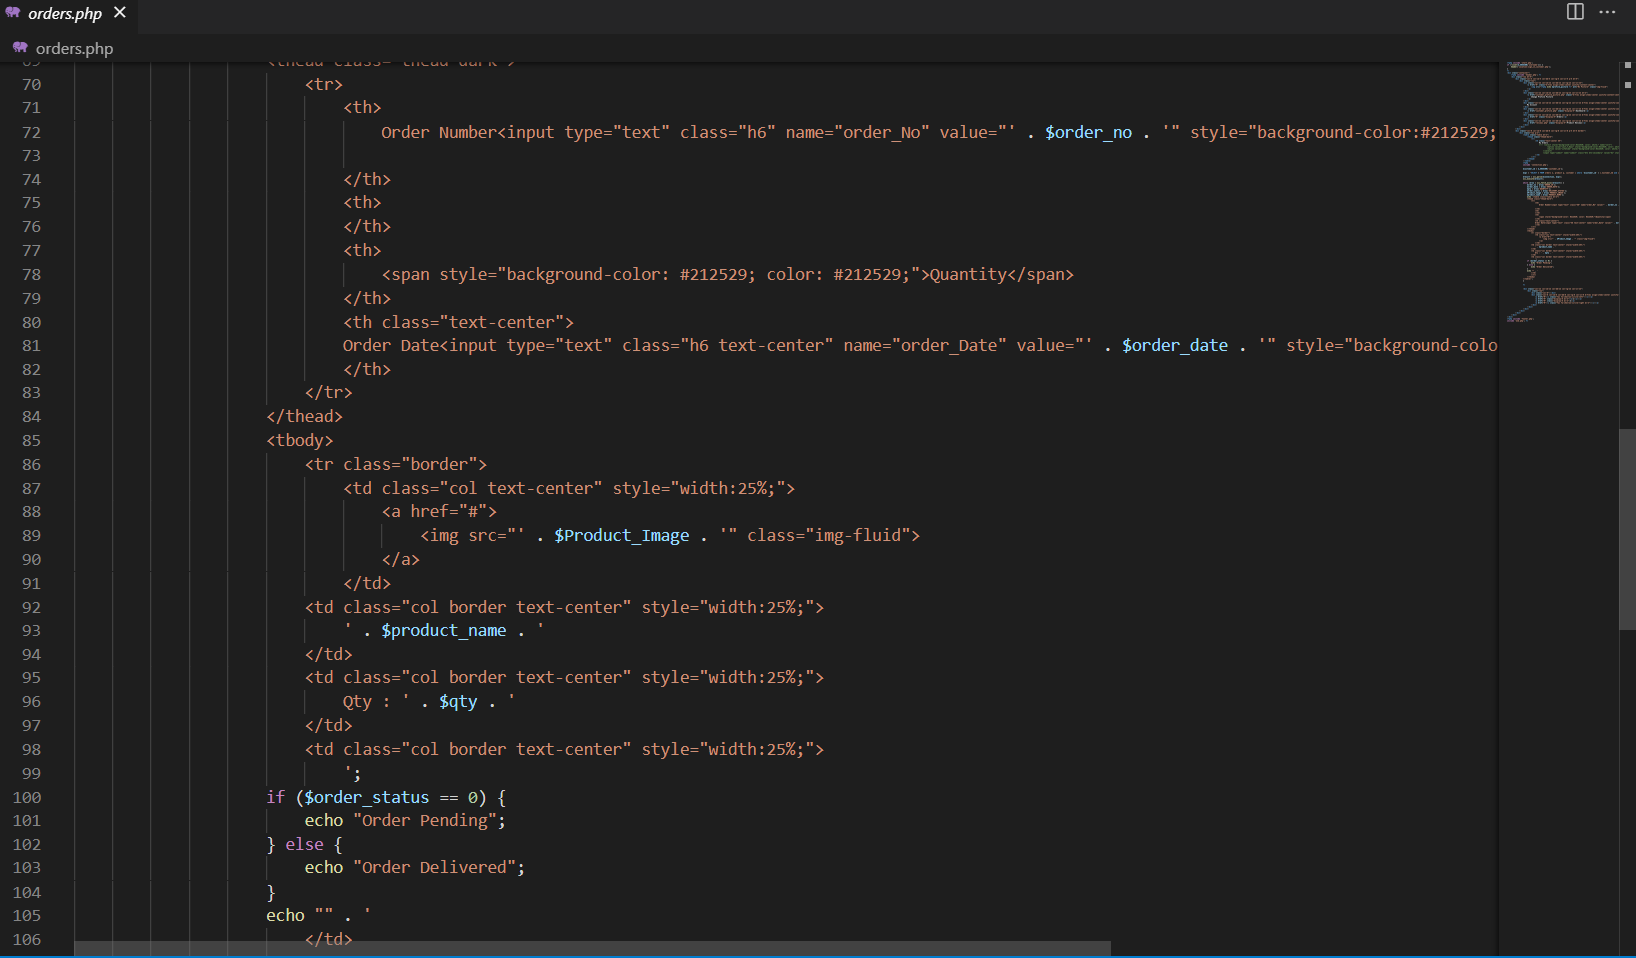 orders.php
orders.php
69 <thead class="thead-dark">
70 <tr>
71 <th>
72 Order Number<input type="text" class="h6" name="order_No" value="' . $order_no . '" style="background-color:#212529;
73
74 </th>
75 <th>
76 </th>
77 <th>
78 <span style="background-color: #212529; color: #212529;">Quantity</span>
79 </th>
80 <th class="text-center">
81 Order Date<input type="text" class="h6 text-center" name="order_Date" value="' . $order_date . '" style="background-colo
82 </th>
83 </tr>
84 </thead>
85 <tbody>
86 <tr class="border">
87 <td class="col text-center" style="width:25%;">
88 <a href="#">
89 <img src="' . $Product_Image . '" class="img-fluid">
90 </a>
91 </td>
92 <td class="col border text-center" style="width:25%;">
93 ' . $product_name . '
94 </td>
95 <td class="col border text-center" style="width:25%;">
96 Qty : ' . $qty . '
97 </td>
98 <td class="col border text-center" style="width:25%;">
99 ';
100 if ($order_status == 0) {
101 echo "Order Pending";
102 } else {
103 echo "Order Delivered";
104 }
105 echo "" . '
106 </td>